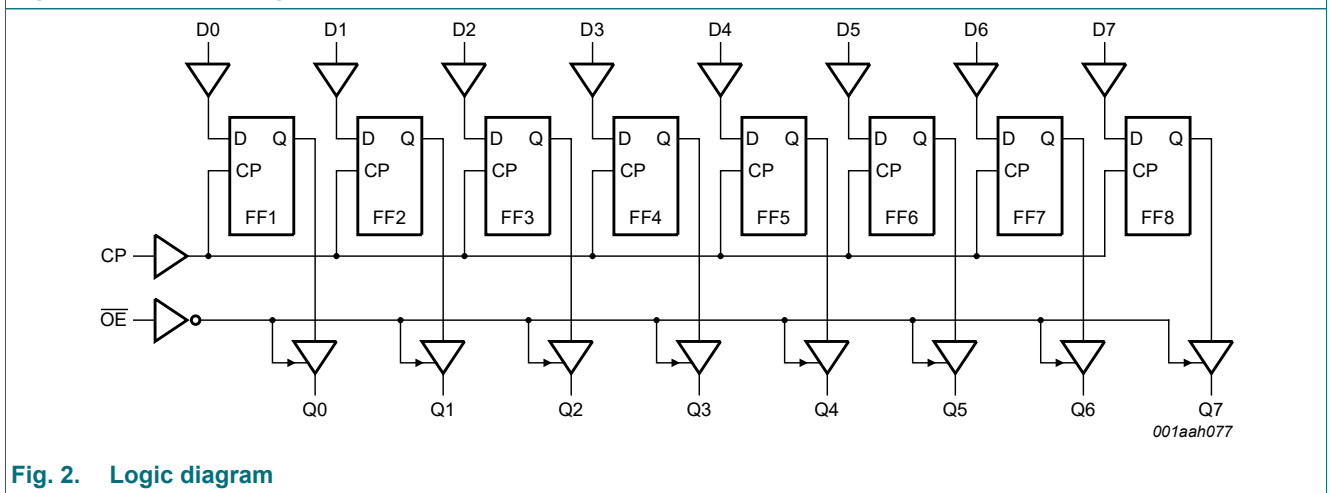 D0 D1 D2 D3 D4 D5 D6 D7
D Q D Q D Q D Q D Q D Q D Q D Q
CP CP CP CP CP CP CP CP
FF1 FF2 FF3 FF4 FF5 FF6 FF7 FF8
CP
OE
Q0 Q1 Q2 Q3 Q4 Q5 Q6 Q7
001aah077
Fig. 2. Logic diagram